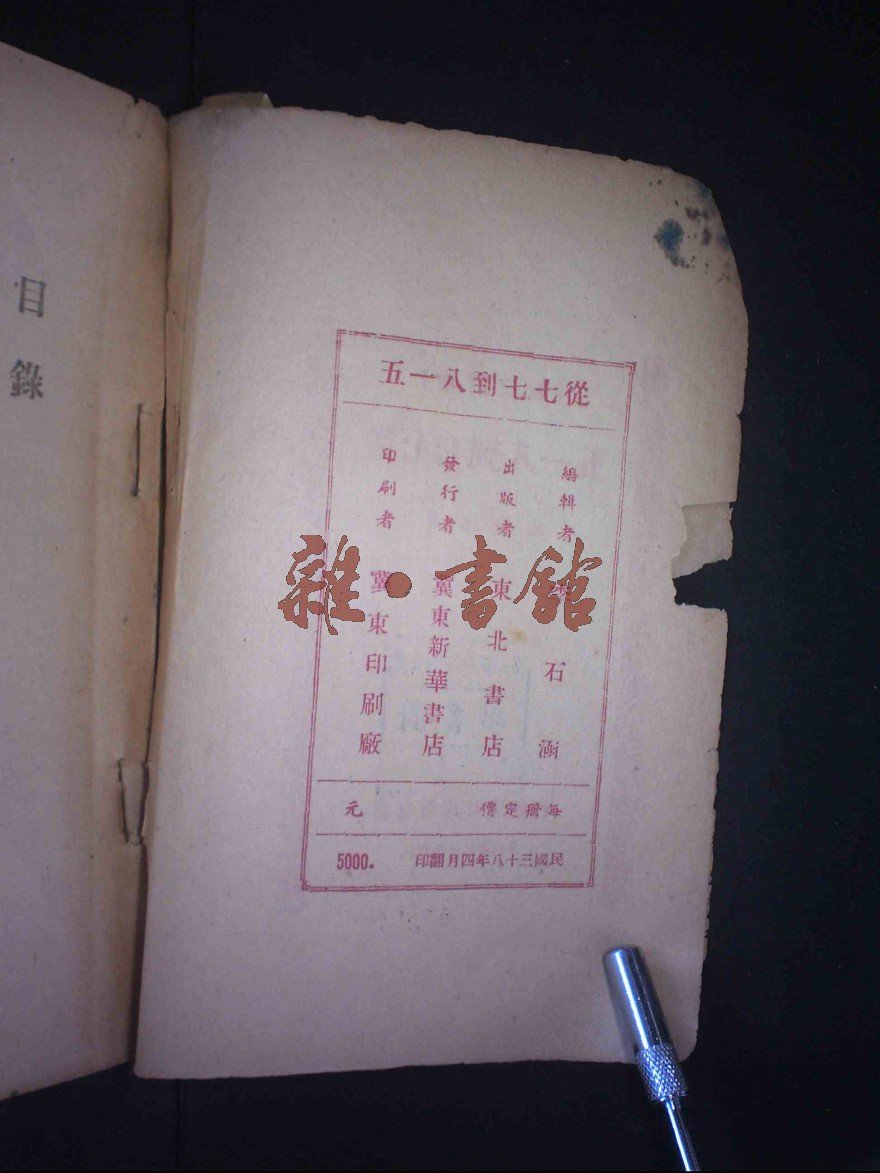 從七七到八一五
編輯者 石涵
出版者 東北書店
發行者 冀東新華書店
印刷者 冀東印刷廠
每冊定價 元
民國三十八年四月翻印 5000.
目錄
雜·書館